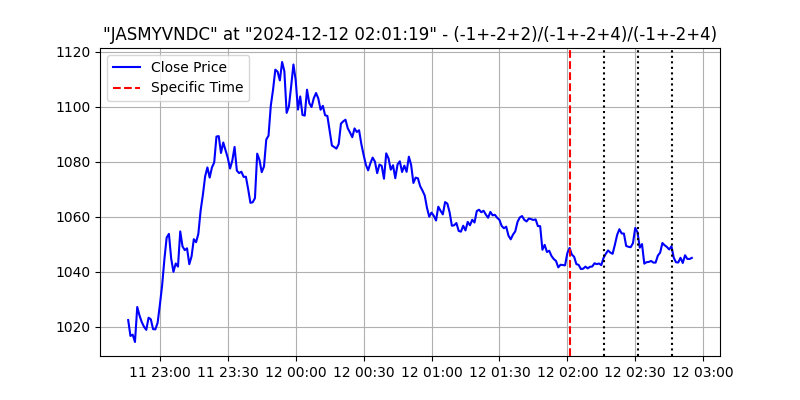 "JASMYVNDC" at "2024-12-12 02:01:19" - (-1+-2+2)/(-1+-2+4)/(-1+-2+4)
Close Price
Specific Time
1120
1100
1080
1060
1040
1020
11 23:00 11 23:30 12 00:00 12 00:30 12 01:00 12 01:30 12 02:00 12 02:30 12 03:00